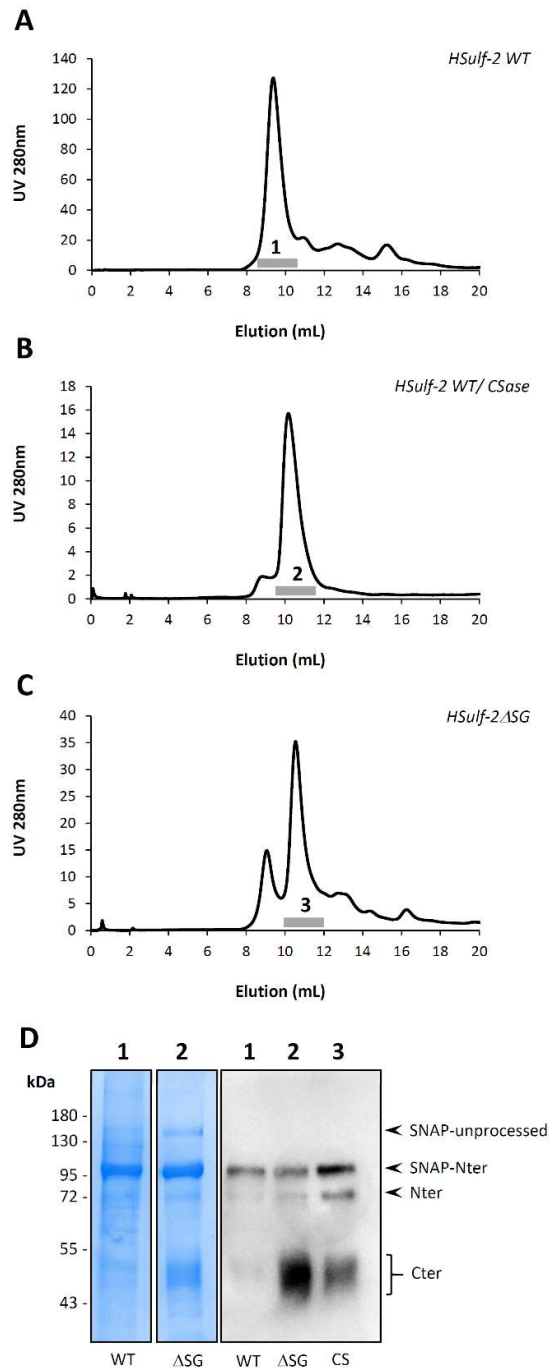 A
HSulf-2 WT
UV 280nm
140
120
100
80
60
40
20
0
1
0 2 4 6 8 10 12 14 16 18 20
Elution (mL)
B
HSulf-2 WT/ CSase
UV 280nm
18
16
14
12
10
8
6
4
2
0
2
0 2 4 6 8 10 12 14 16 18 20
Elution (mL)
C
HSulf-2ΔSG
UV 280nm
40
35
30
25
20
15
10
5
0
3
0 2 4 6 8 10 12 14 16 18 20
Elution (mL)
D
1 2 1 2 3
kDa
180 -
130 -
95 -
72 -
55 -
43 -
SNAP-unprocessed
SNAP-Nter
Nter
Cter
WT ΔSG WT ΔSG CS